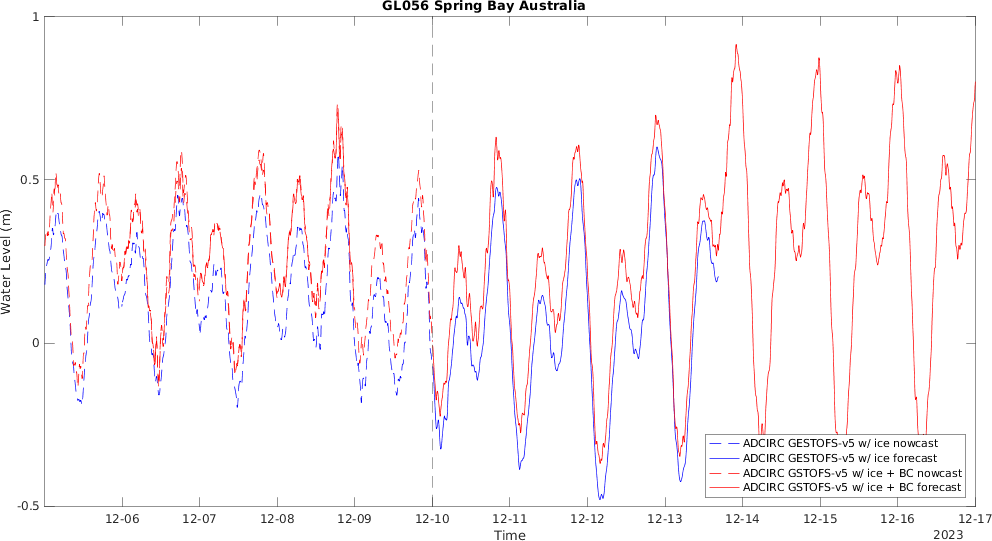 GL056 Spring Bay Australia
1
0.5
0
-0.5
Water Level (m)
12-06 12-07 12-08 12-09 12-10 12-11 12-12 12-13 12-14 12-15 12-16 12-17
Time
2023
ADCIRC GESTOFS-v5 w/ ice nowcast
ADCIRC GESTOFS-v5 w/ ice forecast
ADCIRC GSTOFS-v5 w/ ice + BC nowcast
ADCIRC GSTOFS-v5 w/ ice + BC forecast